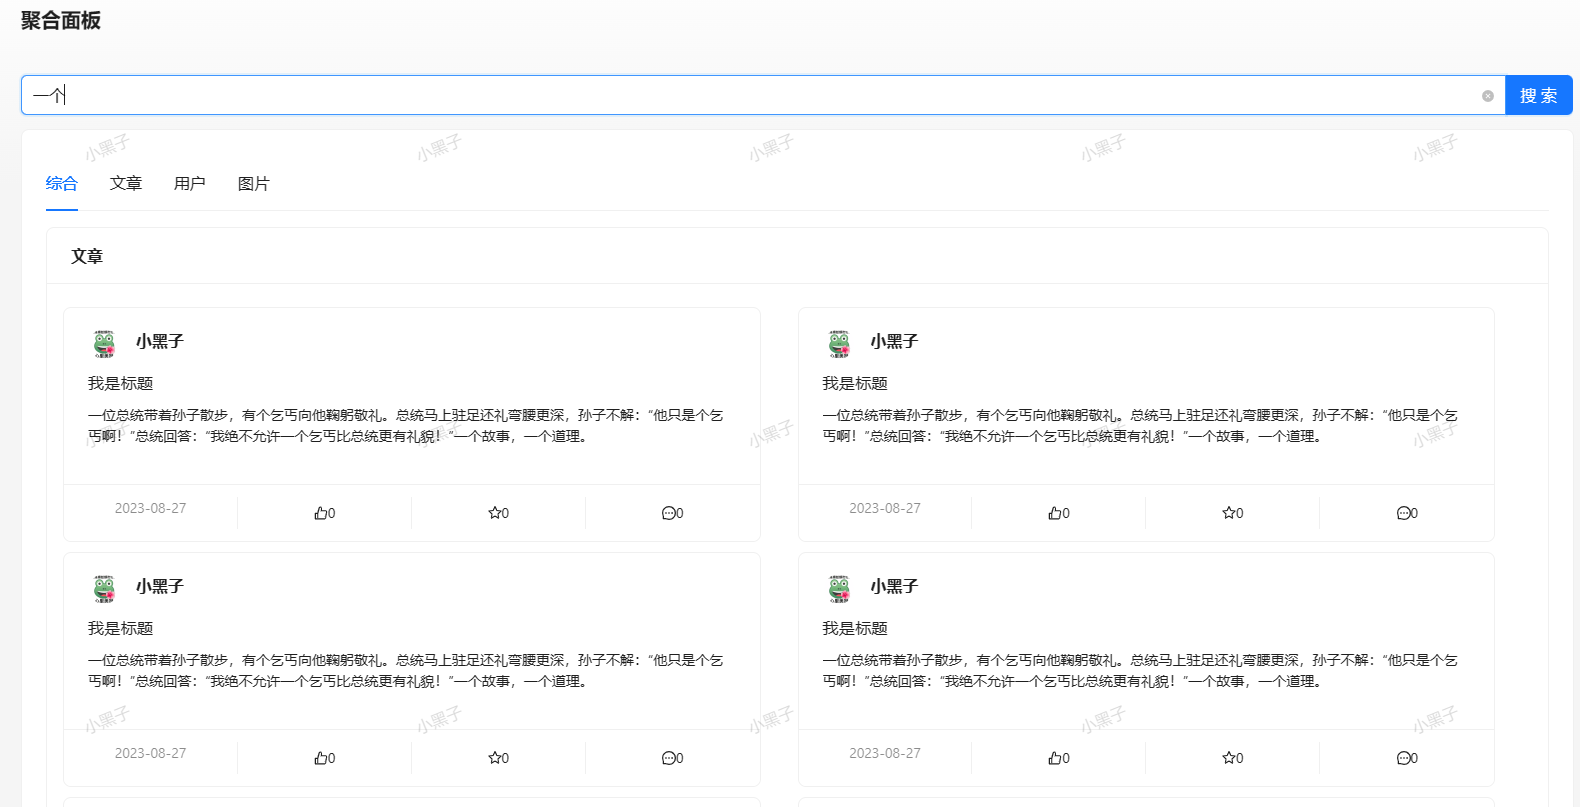 聚合面板
一个
搜 索
小黑子 小黑子 小黑子 小黑子 小黑子
综合 文章 用户 图片
文章
小黑子
我是标题
一位总统带着孙子散步，有个乞丐向他鞠躬敬礼。总统马上驻足还礼弯腰更深，孙子不解：“他只是个乞
丐啊！”总统回答：“我绝不允许一个乞丐比总统更有礼貌！”一个故事，一个道理。
2023-08-27 0 0 0
小黑子
我是标题
一位总统带着孙子散步，有个乞丐向他鞠躬敬礼。总统马上驻足还礼弯腰更深，孙子不解：“他只是个乞
丐啊！”总统回答：“我绝不允许一个乞丐比总统更有礼貌！”一个故事，一个道理。
2023-08-27 0 0 0
小黑子 小黑子 小黑子 小黑子 小黑子
小黑子
我是标题
一位总统带着孙子散步，有个乞丐向他鞠躬敬礼。总统马上驻足还礼弯腰更深，孙子不解：“他只是个乞
丐啊！”总统回答：“我绝不允许一个乞丐比总统更有礼貌！”一个故事，一个道理。
2023-08-27 0 0 0
小黑子
我是标题
一位总统带着孙子散步，有个乞丐向他鞠躬敬礼。总统马上驻足还礼弯腰更深，孙子不解：“他只是个乞
丐啊！”总统回答：“我绝不允许一个乞丐比总统更有礼貌！”一个故事，一个道理。
2023-08-27 0 0 0
小黑子 小黑子 小黑子 小黑子 小黑子